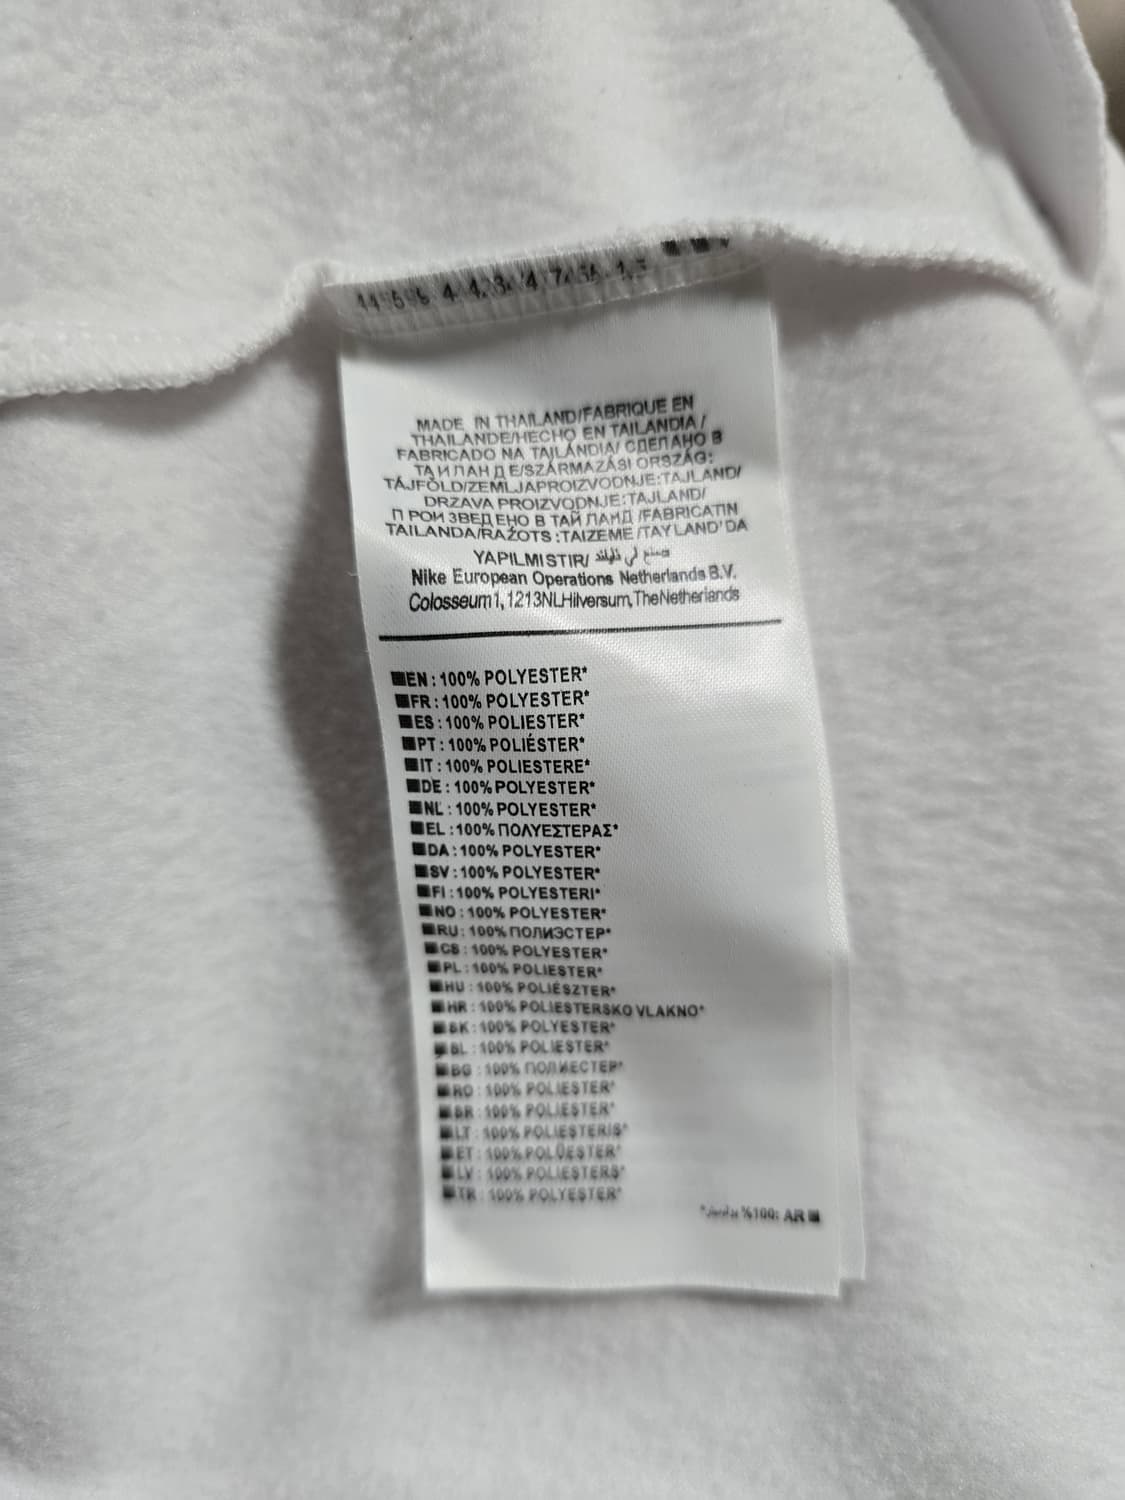 MADE IN THAILAND/FABRIQUE EN
THAILANDE/HECHO EN TAILANDIA/
FABRICADO NA TAJLÁNDIA/ СДЕЛАНО В
ТАИЛАНДЕ/SZÁRMAZÁSI ORSZÁG:
TÁJFÖLD/ZEMLJAPROIZVODNJE:TAJLAND/
DRZAVA PROIZVODNJE:TAJLAND/
ПРОИЗВЕДЕНО В ТАЙЛАНД/FABRICATIN
TAILANDA/RAŻOTS:TAIZEME/TAYLAND'DA
YAPILMISTIR/
Nike European Operations Netherlands B.V.
Colosseum1,1213NLHilversum,TheNetherlands
EN : 100% POLYESTER*
FR : 100% POLYESTER*
ES : 100% POLIESTER*
PT : 100% POLIÉSTER*
IT : 100% POLIESTERE*
DE : 100% POLYESTER*
NL : 100% POLYESTER*
EL : 100% ΠΟΛΥΕΣΤΕΡΑΣ*
DA : 100% POLYESTER*
SV : 100% POLYESTER*
FI : 100% POLYESTERI*
NO : 100% POLYESTER*
RU : 100% ПОЛИЭСТЕР*
CS : 100% POLYESTER*
PL : 100% POLIESTER*
HU : 100% POLIÉSZTER*
HR : 100% POLIESTERSKO VLAKNO*
SK : 100% POLYESTER*
SL : 100% POLIESTER*
BG : 100% ПОЛИЕСТЕР*
RO : 100% POLIESTER*
BR : 100% POLIESTER*
LT : 100% POLIESTERIS*
ET : 100% POLÜESTER*
LV : 100% POLIESTERS*
TR : 100% POLYESTER*
%100: AR